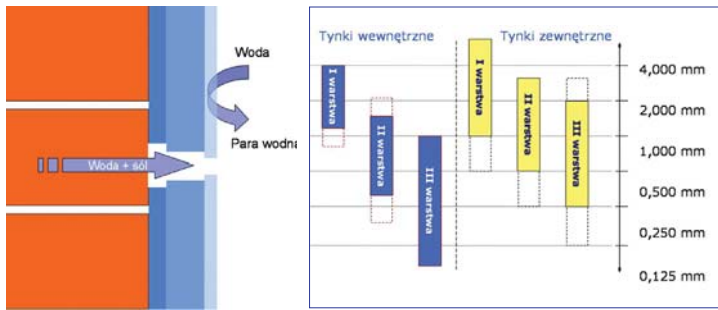 Woda
Para wodna
Woda + sól
Tynki wewnętrzne
Tynki zewnętrzne
I warstwa
II warstwa
III warstwa
I warstwa
II warstwa
III warstwa
4,000 mm
2,000 mm
1,000 mm
0,500 mm
0,250 mm
0,125 mm